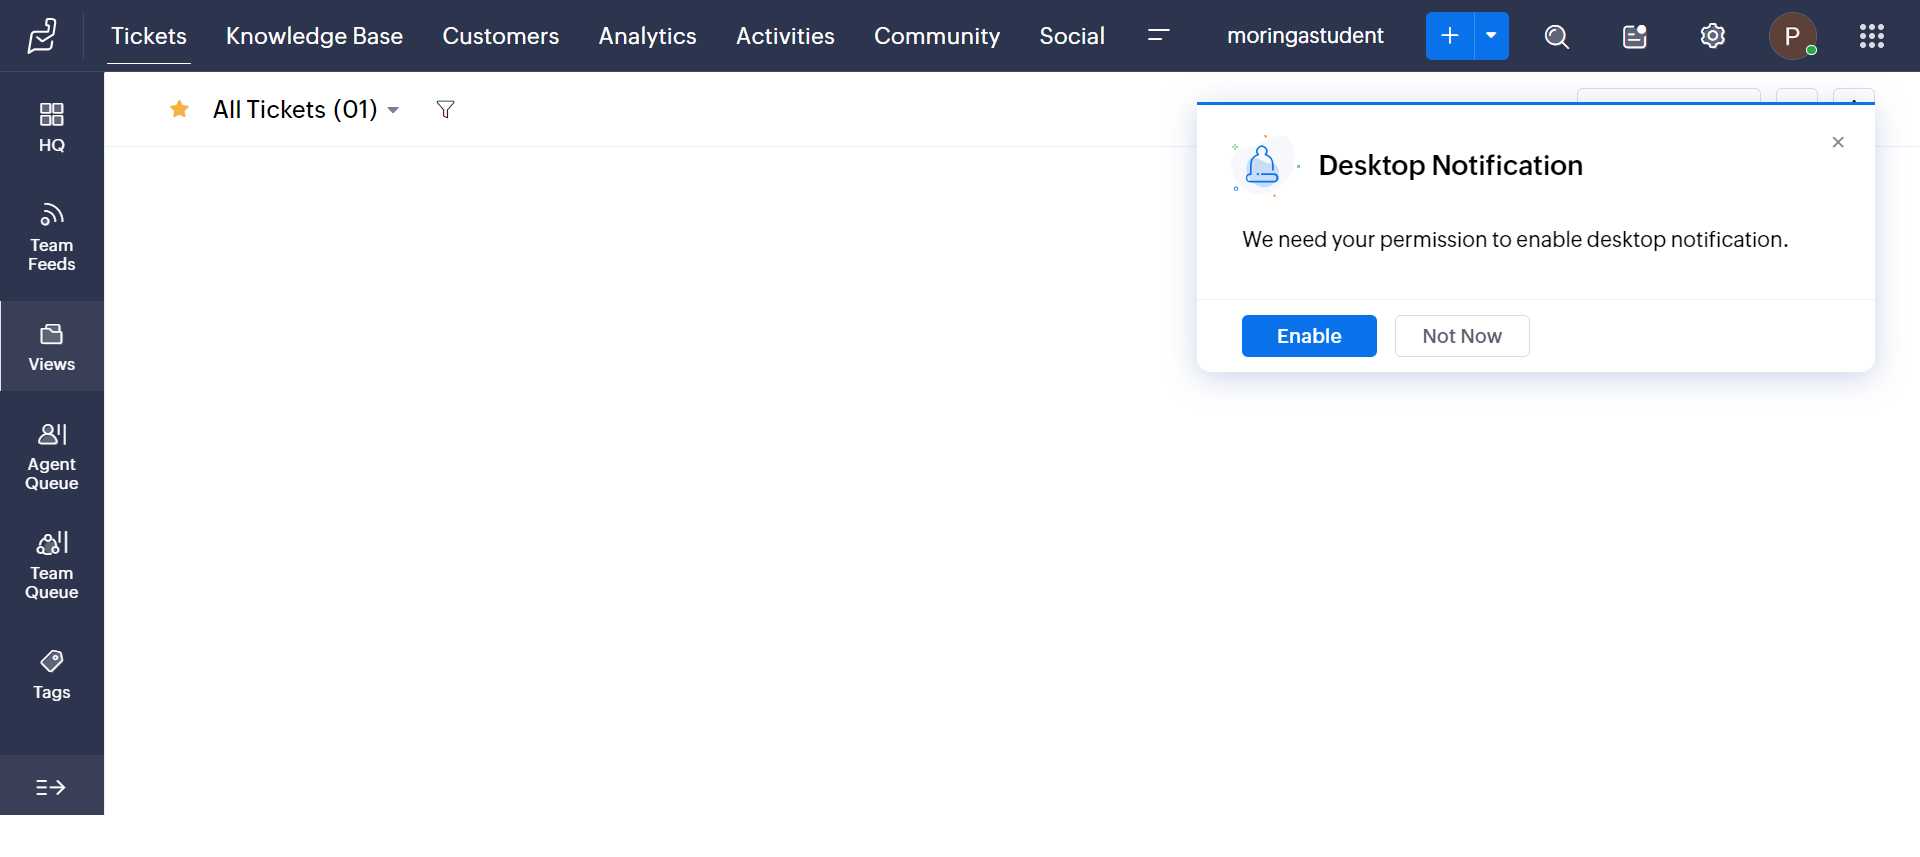 Tickets Knowledge Base Customers Analytics Activities Community Social moringastudent P
HQ
Team
Feeds
Views
Agent
Queue
Team
Queue
Tags
All Tickets (01)
Desktop Notification
We need your permission to enable desktop notification.
Enable Not Now